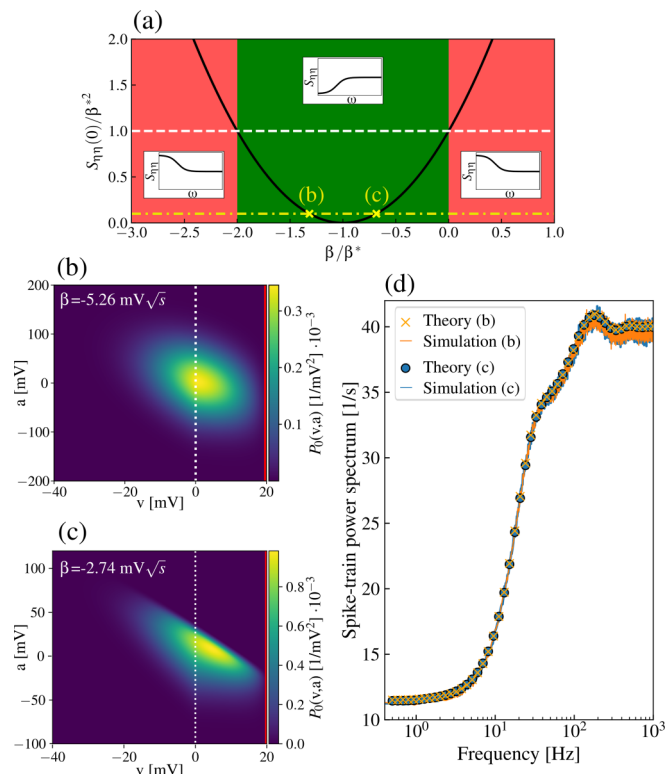 (a)
S_ηη(0)/β*²
2.0
1.5
1.0
0.5
0.0
S_ηη
ω
S_ηη
ω
S_ηη
ω
(b)
(c)
−3.0
−2.5
−2.0
−1.5
−1.0
−0.5
0.0
0.5
1.0
β/β*
(b)
β=-5.26 mV√s
a [mV]
200
100
0
−100
−200
−40
−20
0
20
v [mV]
0.3
0.2
0.1
P₀(v,a) [1/mV²] ·10⁻³
(c)
β=-2.74 mV√s
a [mV]
100
50
0
−50
−100
−40
−20
0
20
v [mV]
0.8
0.6
0.4
0.2
0.0
P₀(v,a) [1/mV²] ·10⁻³
(d)
Theory (b)
Simulation (b)
Theory (c)
Simulation (c)
Spike-train power spectrum [1/s]
40
35
30
25
20
15
10
10⁰
10¹
10²
10³
Frequency [Hz]